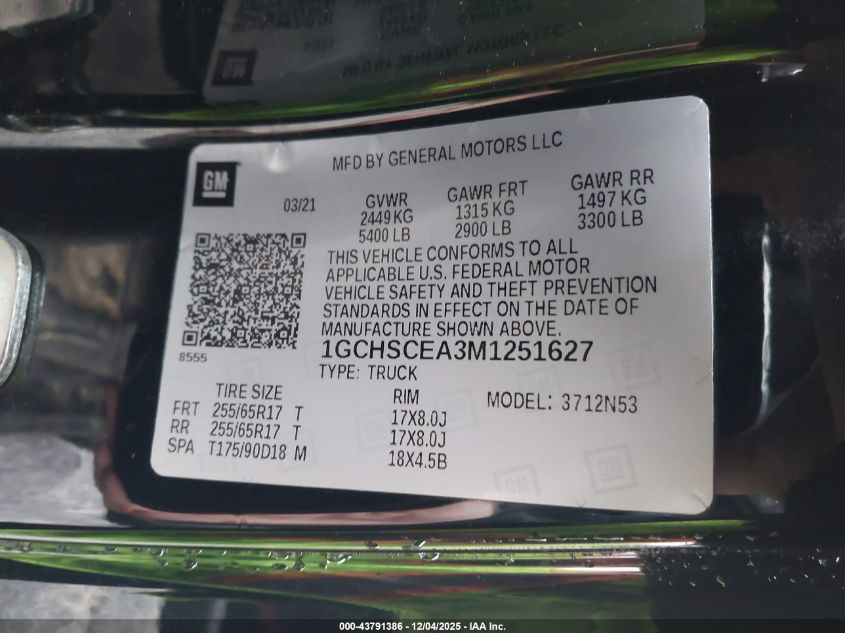 MFD BY GENERAL MOTORS LLC
GM
03/21
GVWR GAWR FRT GAWR RR
2449 KG 1315 KG 1497 KG
5400 LB 2900 LB 3300 LB
THIS VEHICLE CONFORMS TO ALL
APPLICABLE U.S. FEDERAL MOTOR
VEHICLE SAFETY AND THEFT PREVENTION
STANDARDS IN EFFECT ON THE DATE OF
MANUFACTURE SHOWN ABOVE.
8555
1GCHSCEA3M1251627
TYPE: TRUCK
TIRE SIZE RIM MODEL: 3712N53
FRT 255/65R17 T 17X8.0J
RR 255/65R17 T 17X8.0J
SPA T175/90D18 M 18X4.5B
000-43791386 - 12/04/2025 - IAA Inc.